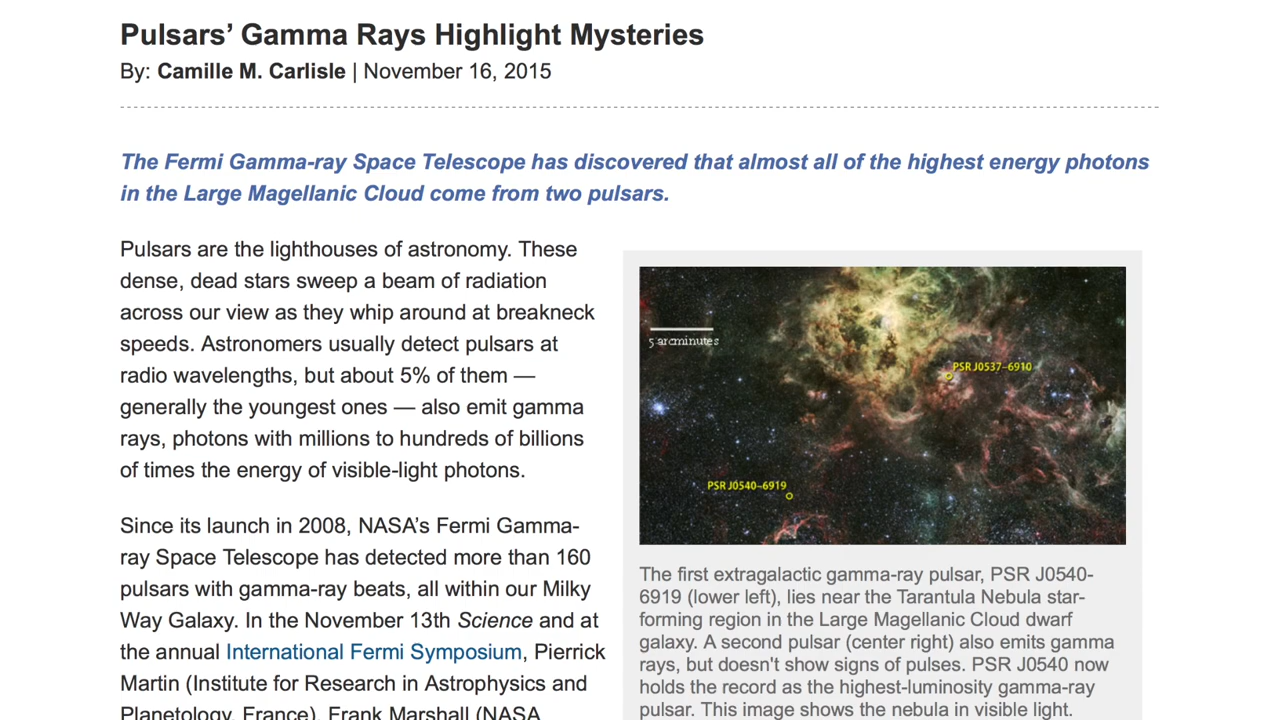 Pulsars’ Gamma Rays Highlight Mysteries
By: Camille M. Carlisle | November 16, 2015
The Fermi Gamma-ray Space Telescope has discovered that almost all of the highest energy photons
in the Large Magellanic Cloud come from two pulsars.
Pulsars are the lighthouses of astronomy. These
dense, dead stars sweep a beam of radiation
across our view as they whip around at breakneck
speeds. Astronomers usually detect pulsars at
radio wavelengths, but about 5% of them —
generally the youngest ones — also emit gamma
rays, photons with millions to hundreds of billions
of times the energy of visible-light photons.
Since its launch in 2008, NASA’s Fermi Gamma-
ray Space Telescope has detected more than 160
pulsars with gamma-ray beats, all within our Milky
Way Galaxy. In the November 13th Science and at
the annual International Fermi Symposium, Pierrick
Martin (Institute for Research in Astrophysics and
Planetology, France), Frank Marshall (NASA
5 arcminutes
PSR J0537-6910
PSR J0540-6919
The first extragalactic gamma-ray pulsar, PSR J0540-
6919 (lower left), lies near the Tarantula Nebula star-
forming region in the Large Magellanic Cloud dwarf
galaxy. A second pulsar (center right) also emits gamma
rays, but doesn't show signs of pulses. PSR J0540 now
holds the record as the highest-luminosity gamma-ray
pulsar. This image shows the nebula in visible light.